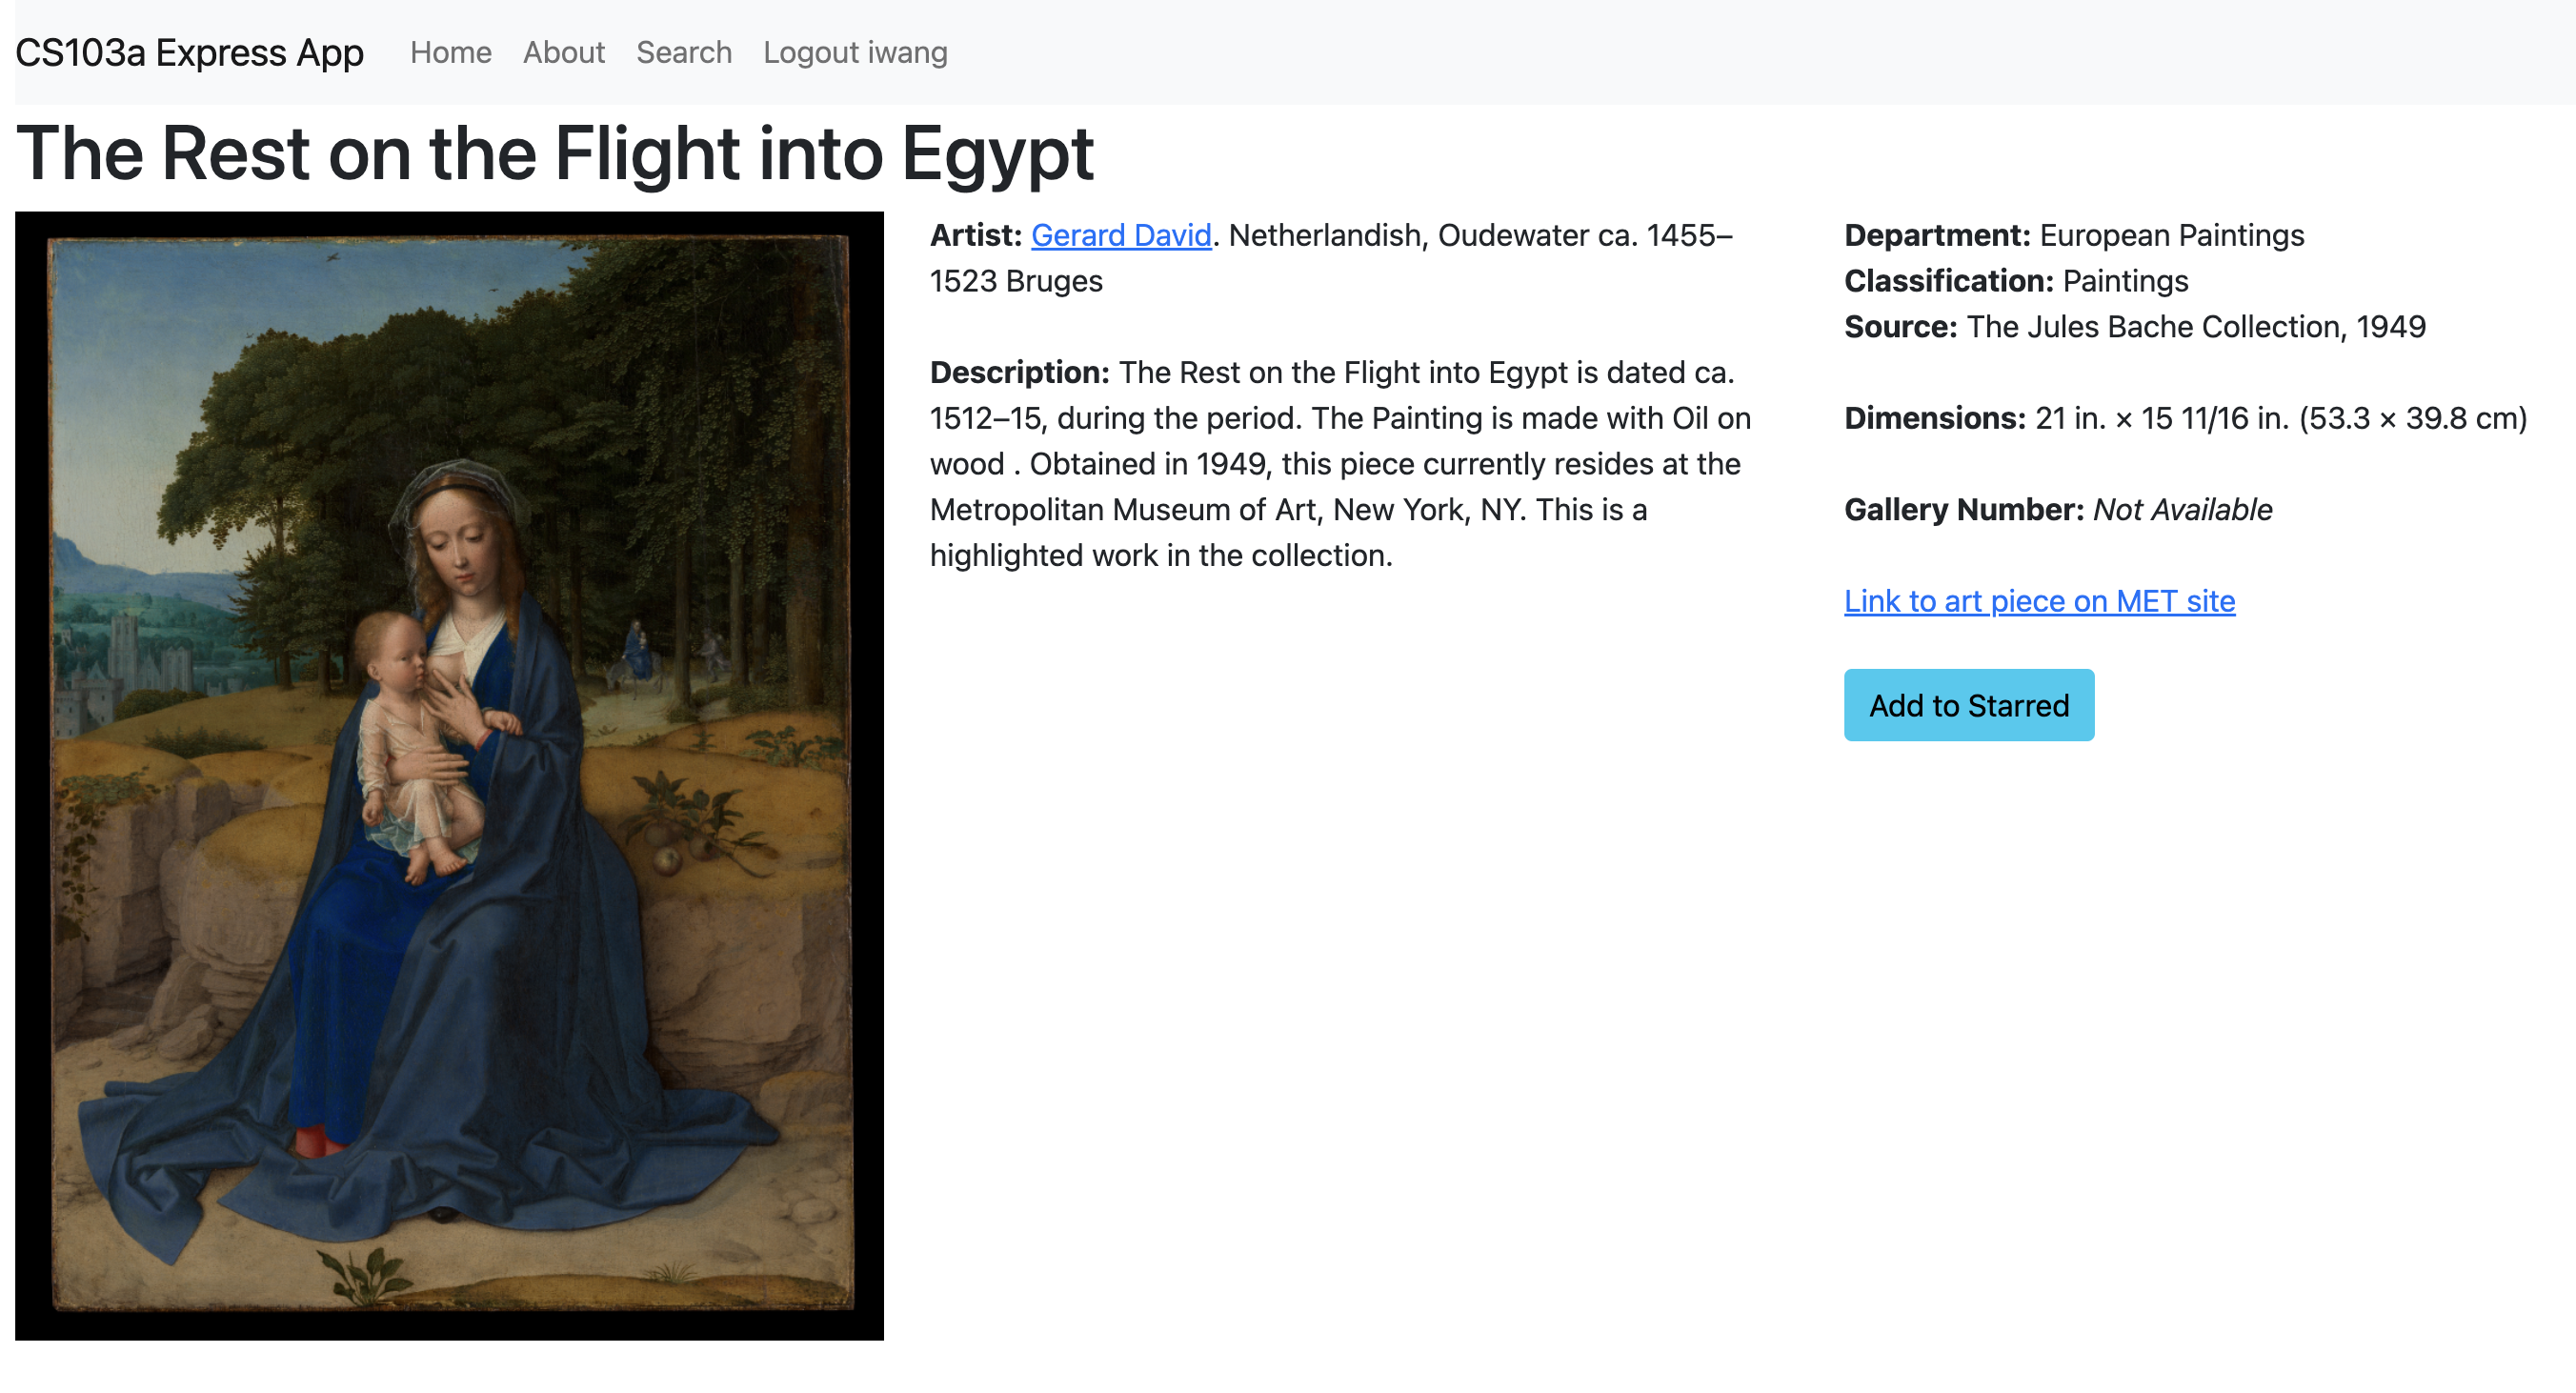 CS103a Express App Home About Search Logout iwang
The Rest on the Flight into Egypt
Artist: Gerard David. Netherlandish, Oudewater ca. 1455–
1523 Bruges
Description: The Rest on the Flight into Egypt is dated ca.
1512–15, during the period. The Painting is made with Oil on
wood . Obtained in 1949, this piece currently resides at the
Metropolitan Museum of Art, New York, NY. This is a
highlighted work in the collection.
Department: European Paintings
Classification: Paintings
Source: The Jules Bache Collection, 1949
Dimensions: 21 in. × 15 11/16 in. (53.3 × 39.8 cm)
Gallery Number: Not Available
Link to art piece on MET site
Add to Starred